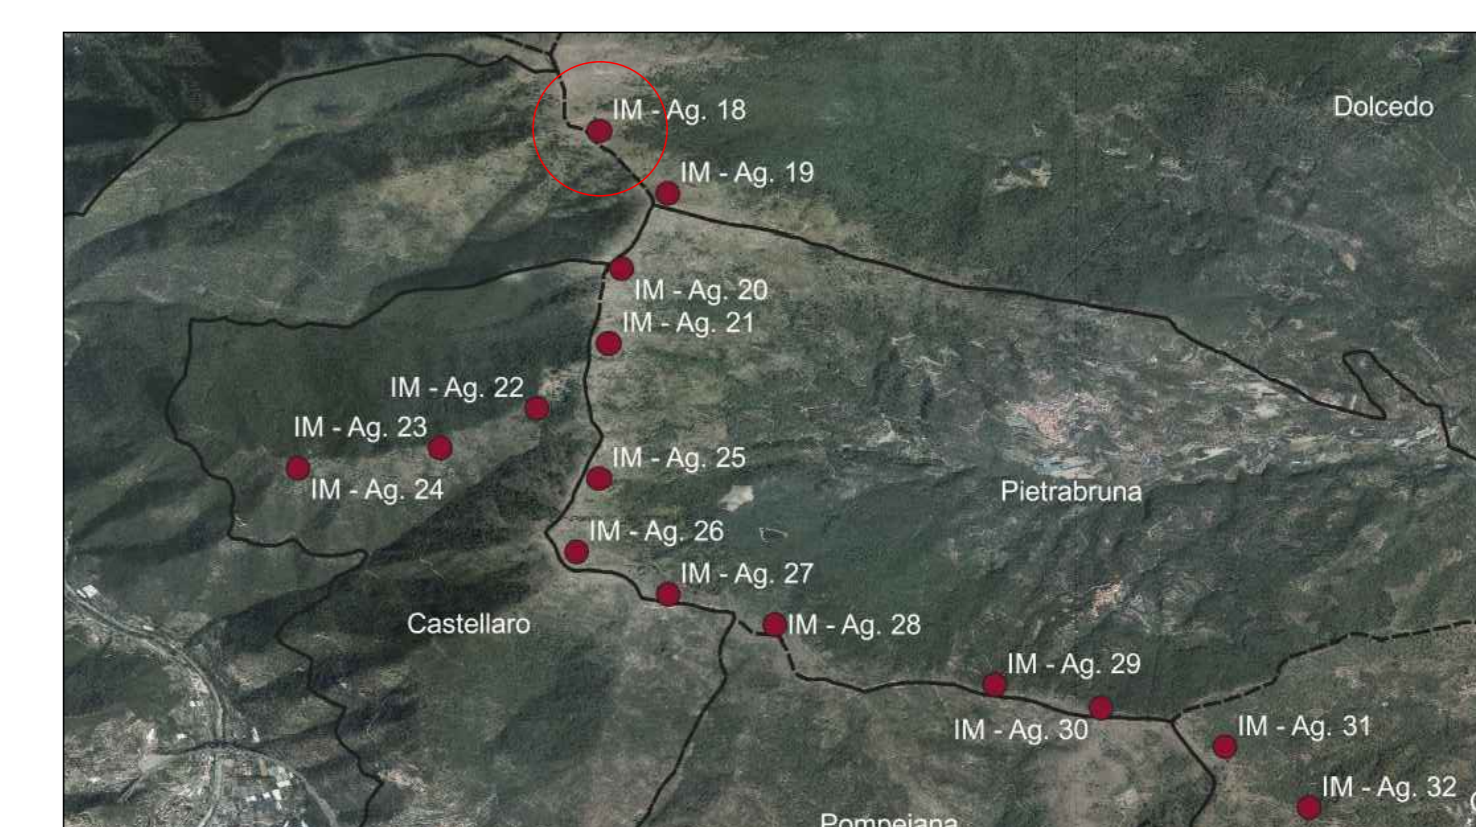 Dolcedo
IM - Ag. 18
IM - Ag. 19
IM - Ag. 20
IM - Ag. 21
IM - Ag. 22
IM - Ag. 23
IM - Ag. 24
IM - Ag. 25
Pietrabruna
IM - Ag. 26
IM - Ag. 27
Castellaro
IM - Ag. 28
IM - Ag. 29
IM - Ag. 30
IM - Ag. 31
IM - Ag. 32
Pompeiana